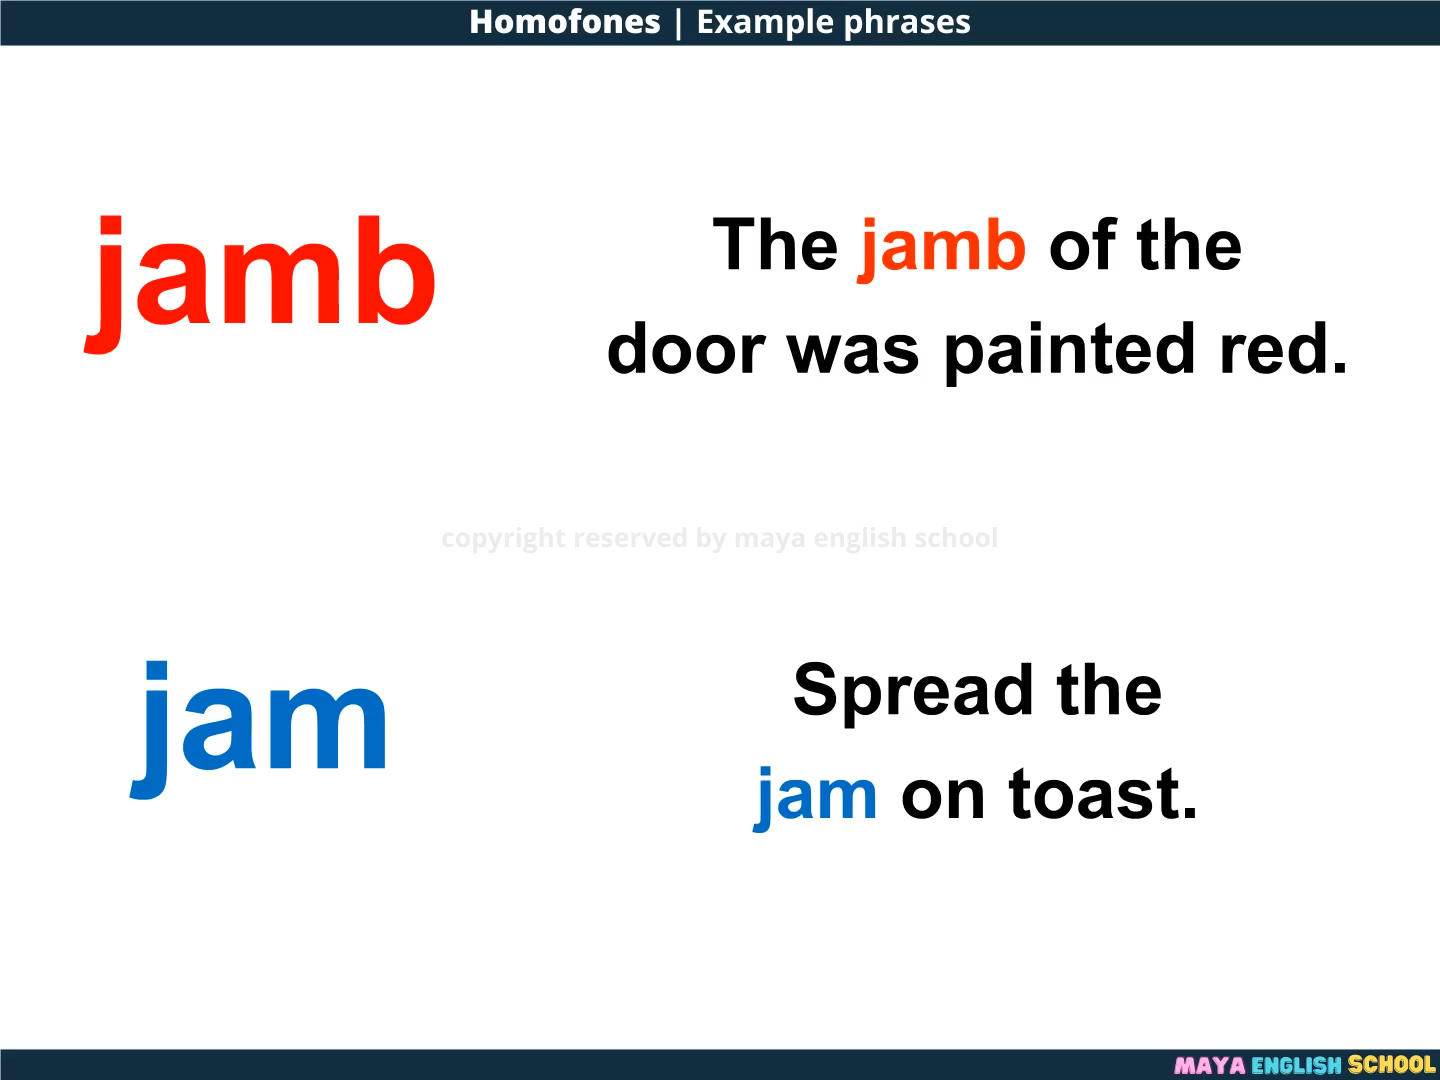 Homofones | Example phrases
jamb
The jamb of the
door was painted red.
copyright reserved by maya english school
jam
Spread the
jam on toast.
MAYA ENGLISH SCHOOL